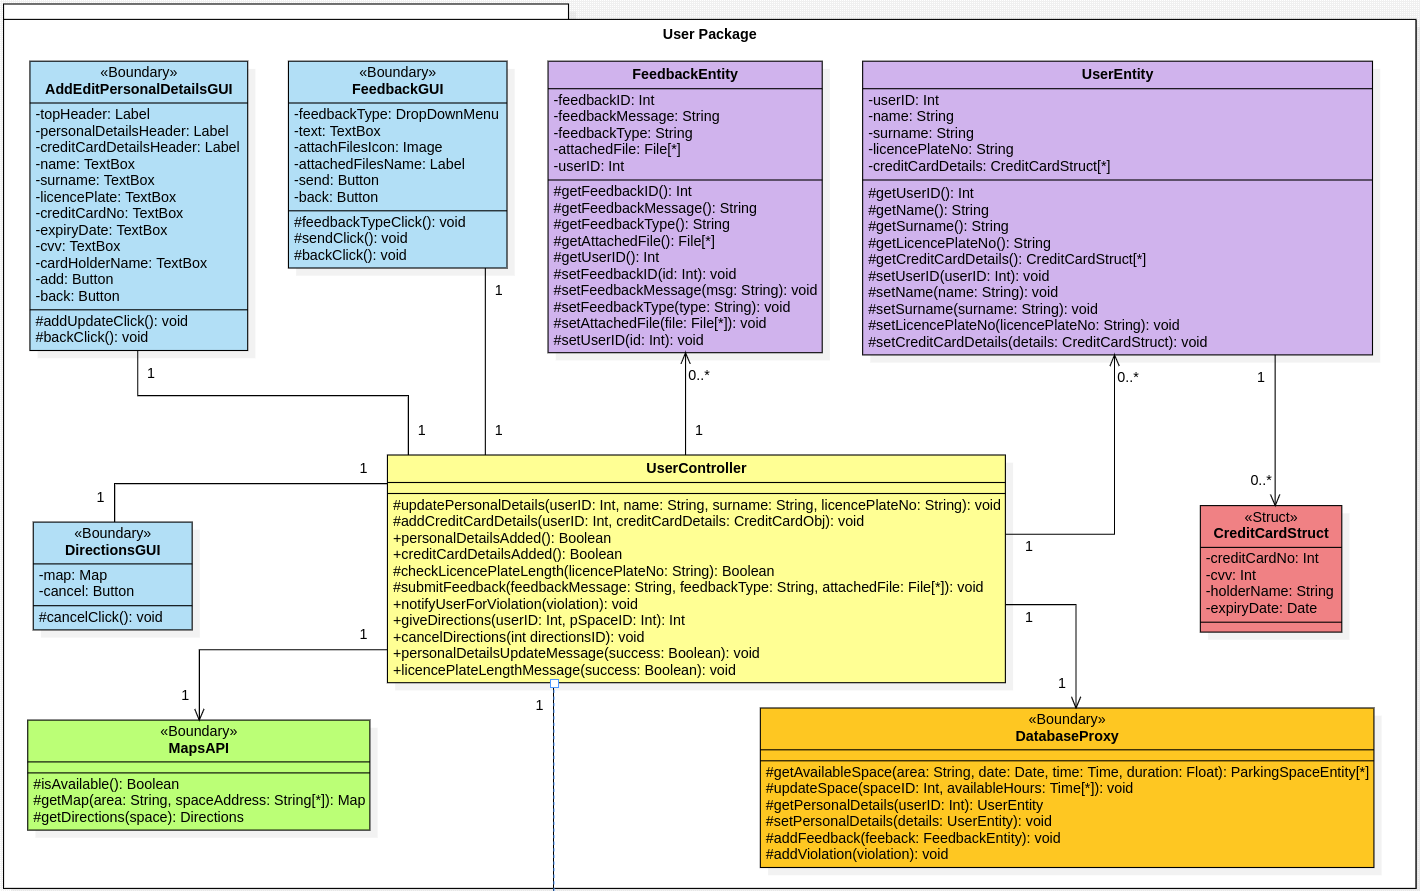 User Package
«Boundary»
AddEditPersonalDetailsGUI
-topHeader: Label
-personalDetailsHeader: Label
-creditCardDetailsHeader: Label
-name: TextBox
-surname: TextBox
-licencePlate: TextBox
-creditCardNo: TextBox
-expiryDate: TextBox
-cvv: TextBox
-cardHolderName: TextBox
-add: Button
-back: Button
#addUpdateClick(): void
#backClick(): void
«Boundary»
FeedbackGUI
-feedbackType: DropDownMenu
-text: TextBox
-attachFilesIcon: Image
-attachedFilesName: Label
-send: Button
-back: Button
#feedbackTypeClick(): void
#sendClick(): void
#backClick(): void
FeedbackEntity
-feedbackID: Int
-feedbackMessage: String
-feedbackType: String
-attachedFile: File[*]
-userID: Int
#getFeedbackID(): Int
#getFeedbackMessage(): String
#getFeedbackType(): String
#getAttachedFile(): File[*]
#getUserID(): Int
#setFeedbackID(id: Int): void
#setFeedbackMessage(msg: String): void
#setFeedbackType(type: String): void
#setAttachedFile(file: File[*]): void
#setUserID(id: Int): void
UserEntity
-userID: Int
-name: String
-surname: String
-licencePlateNo: String
-creditCardDetails: CreditCardStruct[*]
#getUserID(): Int
#getName(): String
#getSurname(): String
#getLicencePlateNo(): String
#getCreditCardDetails(): CreditCardStruct[*]
#setUserID(userID: Int): void
#setName(name: String): void
#setSurname(surname: String): void
#setLicencePlateNo(licencePlateNo: String): void
#setCreditCardDetails(details: CreditCardStruct): void
1
1
0..*
0..*
1
1
1
1
1
1
0..*
UserController
#updatePersonalDetails(userID: Int, name: String, surname: String, licencePlateNo: String): void
#addCreditCardDetails(userID: Int, creditCardDetails: CreditCardObj): void
+personalDetailsAdded(): Boolean
+creditCardDetailsAdded(): Boolean
#checkLicencePlateLength(licencePlateNo: String): Boolean
#submitFeedback(feedbackMessage: String, feedbackType: String, attachedFile: File[*]): void
+notifyUserForViolation(violation): void
+giveDirections(userID: Int, pSpaceID: Int): Int
+cancelDirections(int directionsID): void
+personalDetailsUpdateMessage(success: Boolean): void
+licencePlateLengthMessage(success: Boolean): void
«Boundary»
DirectionsGUI
-map: Map
-cancel: Button
#cancelClick(): void
1
1
«Struct»
CreditCardStruct
-creditCardNo: Int
-cvv: Int
-holderName: String
-expiryDate: Date
1
1
1
1
1
«Boundary»
MapsAPI
#isAvailable(): Boolean
#getMap(area: String, spaceAddress: String[*]): Map
#getDirections(space): Directions
«Boundary»
DatabaseProxy
#getAvailableSpace(area: String, date: Date, time: Time, duration: Float): ParkingSpaceEntity[*]
#updateSpace(spaceID: Int, availableHours: Time[*]): void
#getPersonalDetails(userID: Int): UserEntity
#setPersonalDetails(details: UserEntity): void
#addFeedback(feeback: FeedbackEntity): void
#addViolation(violation): void